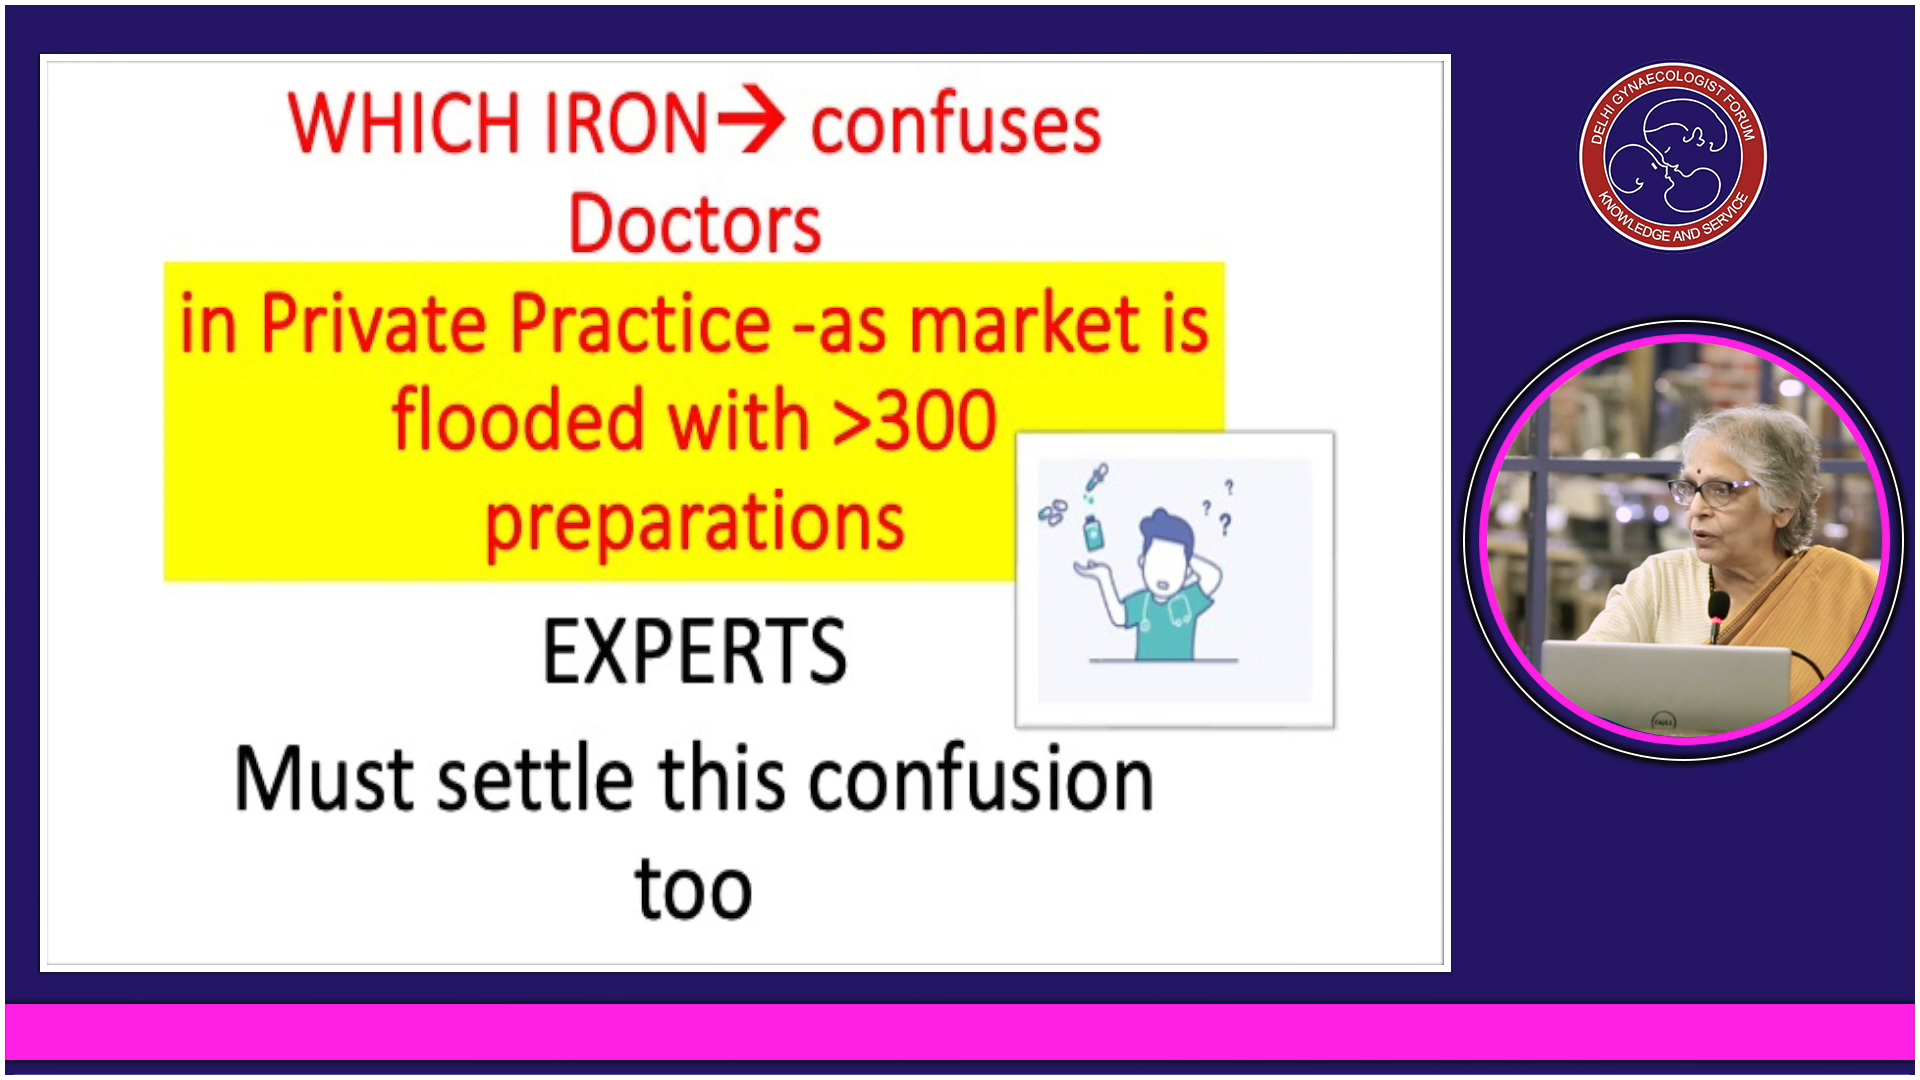 WHICH IRON→ confuses
Doctors
in Private Practice -as market is
flooded with >300
preparations
EXPERTS
Must settle this confusion
too
? ? ?
DELHI GYNAECOLOGIST FORUM
KNOWLEDGE AND SERVICE
DELL